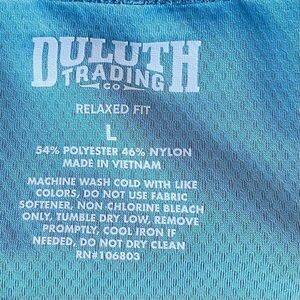 DULUTH
TRADING
CO
RELAXED FIT
L
54% POLYESTER 46% NYLON
MADE IN VIETNAM
MACHINE WASH COLD WITH LIKE
COLORS, DO NOT USE FABRIC
SOFTENER, NON CHLORINE BLEACH
ONLY, TUMBLE DRY LOW, REMOVE
PROMPTLY, COOL IRON IF
NEEDED, DO NOT DRY CLEAN
RN#106803